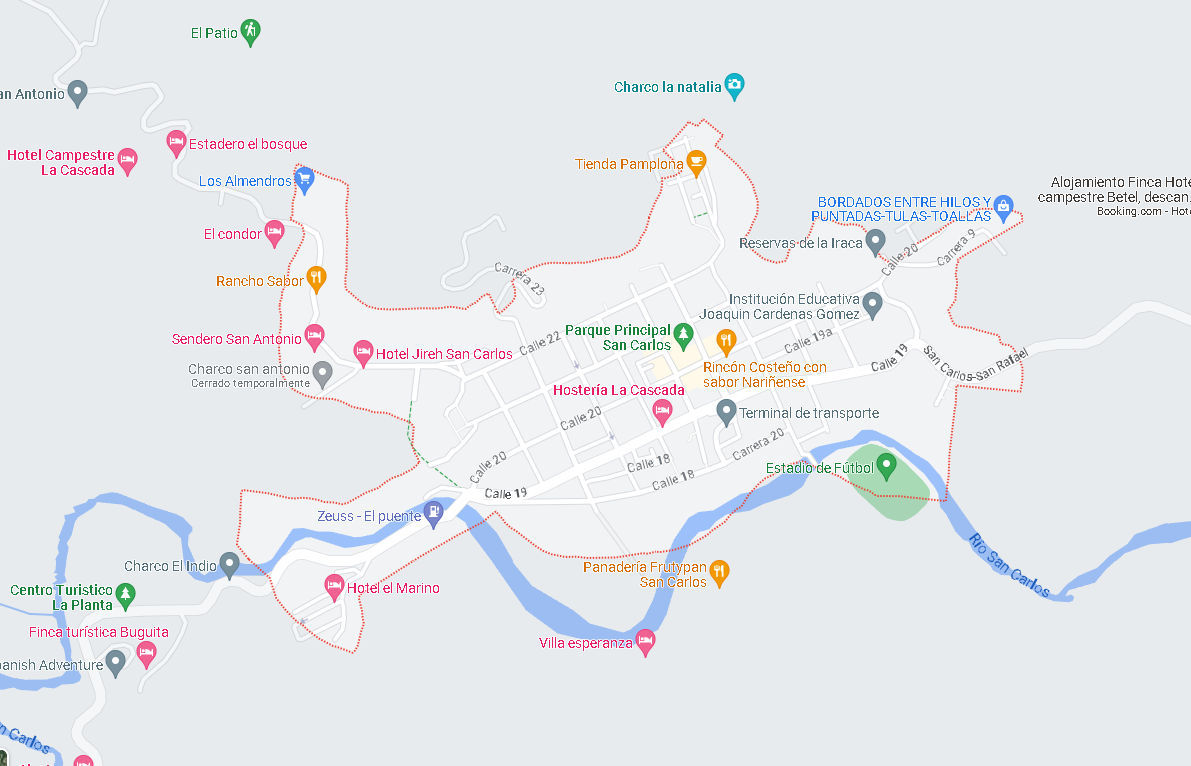 El Patio
Charco la natalia
an Antonio
Estadero el bosque
Hotel Campestre
La Cascada
Tienda Pamplona
Los Almendros
Alojamiento Finca Hote
campestre Betel, descan
Booking.com - Hot
BORDADOS ENTRE HILOS Y
PUNTADAS-TULAS-TOALLAS
El condor
Reservas de la Iraca
Calle 20
Carrera 9
Rancho Sabor
Carrera 23
Institución Educativa
Joaquin Cardenas Gomez
Parque Principal
San Carlos
Sendero San Antonio
Calle 22
Calle 19a
Hotel Jireh San Carlos
Calle 19
San Carlos-San Rafael
Charco san antonio
Cerrado temporalmente
Rincón Costeño con
sabor Nariñense
Hostería La Cascada
Calle 20
Terminal de transporte
Carrera 20
Calle 20
Calle 18
Calle 18
Estadio de Fútbol
Calle 19
Zeuss - El puente
Río San Carlos
Charco El Indio
Panadería Frutypan
San Carlos
Hotel el Marino
Centro Turistico
La Planta
Finca turística Buguita
Villa esperanza
panish Adventure
n Carlos